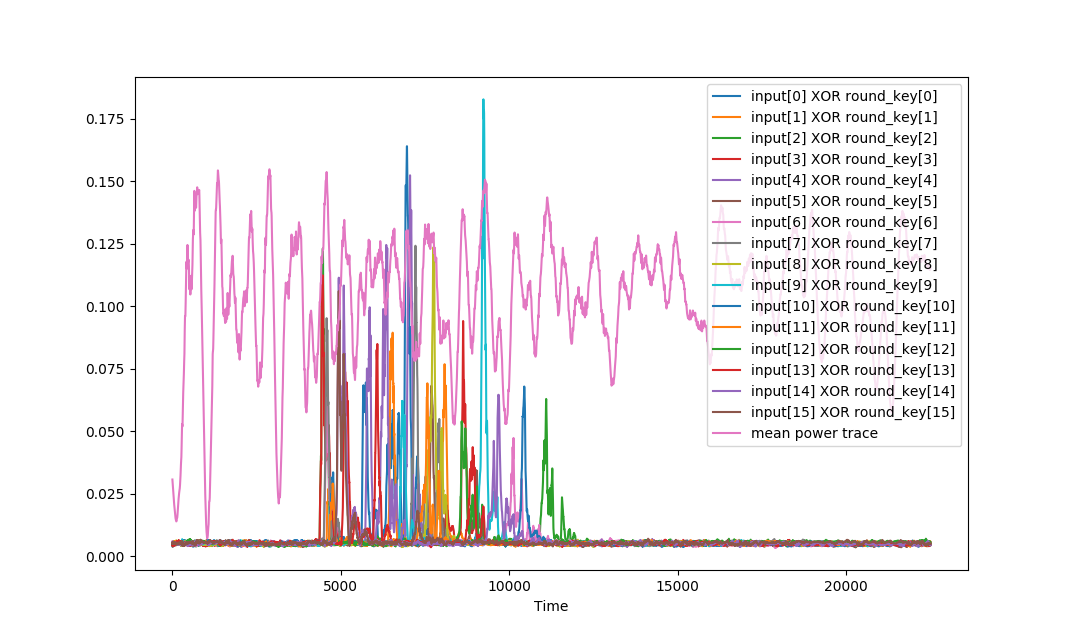 0.175
0.150
0.125
0.100
0.075
0.050
0.025
0.000
0
5000
10000
15000
20000
Time
input[0] XOR round_key[0]
input[1] XOR round_key[1]
input[2] XOR round_key[2]
input[3] XOR round_key[3]
input[4] XOR round_key[4]
input[5] XOR round_key[5]
input[6] XOR round_key[6]
input[7] XOR round_key[7]
input[8] XOR round_key[8]
input[9] XOR round_key[9]
input[10] XOR round_key[10]
input[11] XOR round_key[11]
input[12] XOR round_key[12]
input[13] XOR round_key[13]
input[14] XOR round_key[14]
input[15] XOR round_key[15]
mean power trace